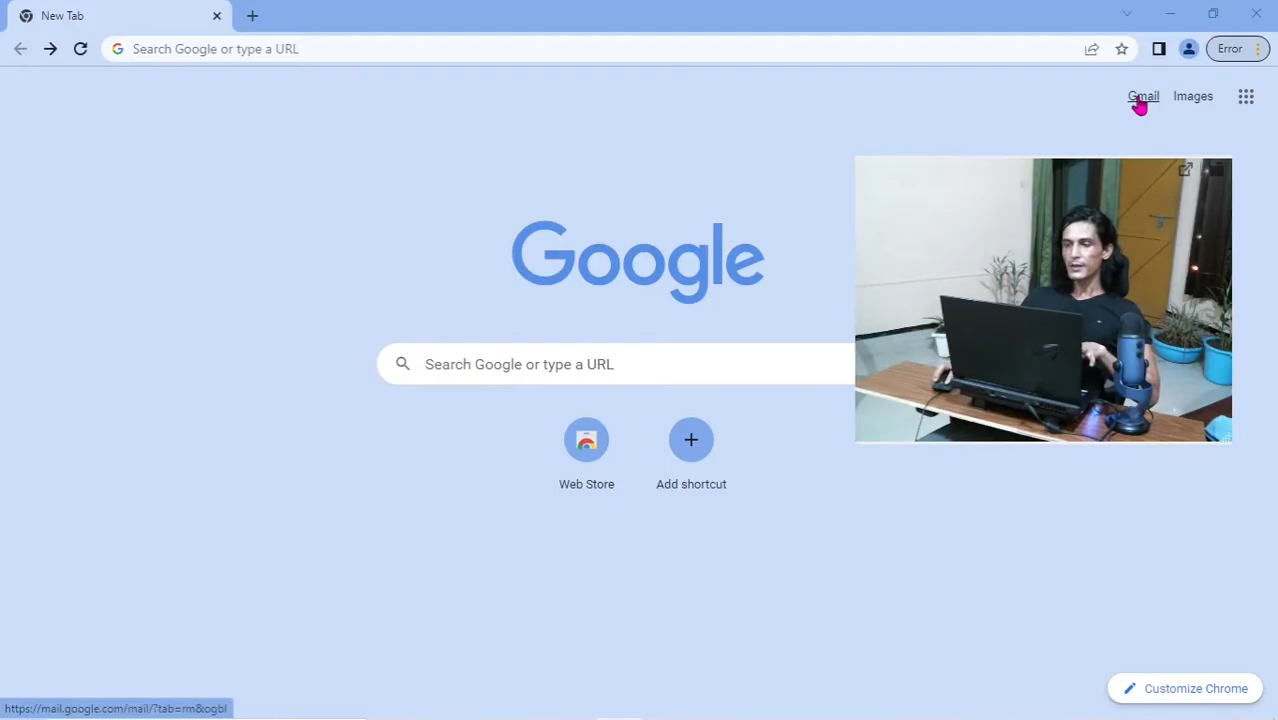 New Tab
Search Google or type a URL
Error
Gmail Images
Google
Search Google or type a URL
Web Store
Add shortcut
Customize Chrome
https://mail.google.com/mail/?tab=rm&ogbl